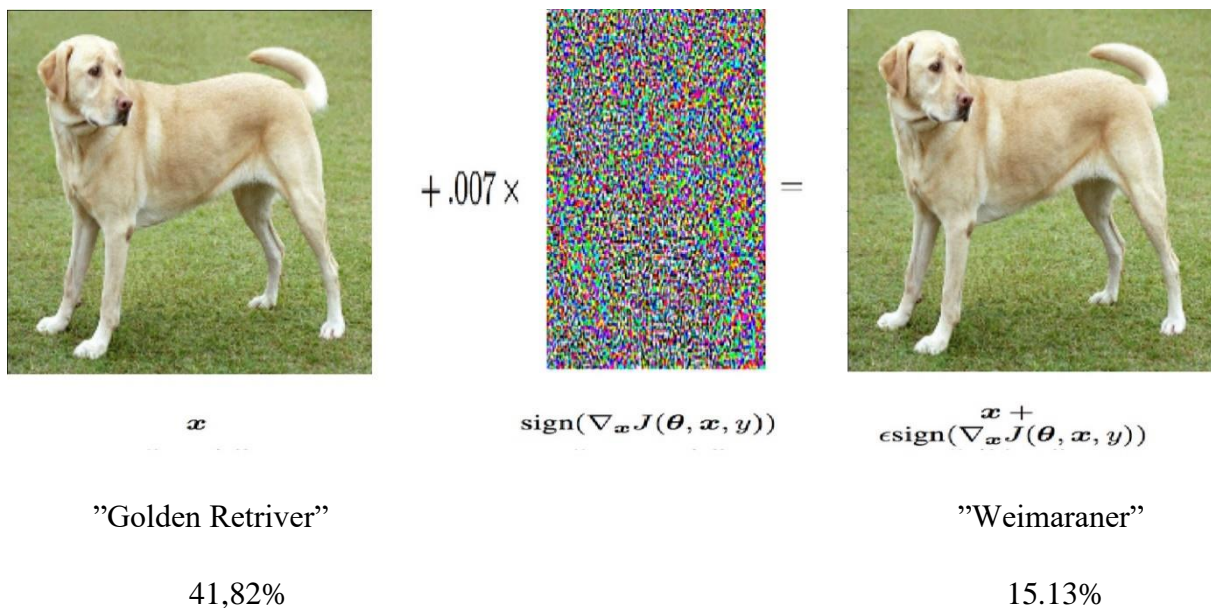 + .007 ×
=
x
sign(∇ₓJ(θ, x, y))
x +
ϵsign(∇ₓJ(θ, x, y))
”Golden Retriver”
”Weimaraner”
41,82%
15.13%